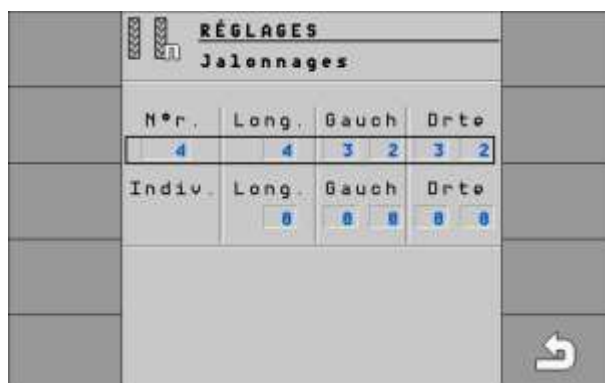 RÉGLAGES
Jalonnages
N°r. Long. Gauch Drte
4 4 3 2 3 2
Indiv. Long. Gauch Drte
0 0 0 0 0